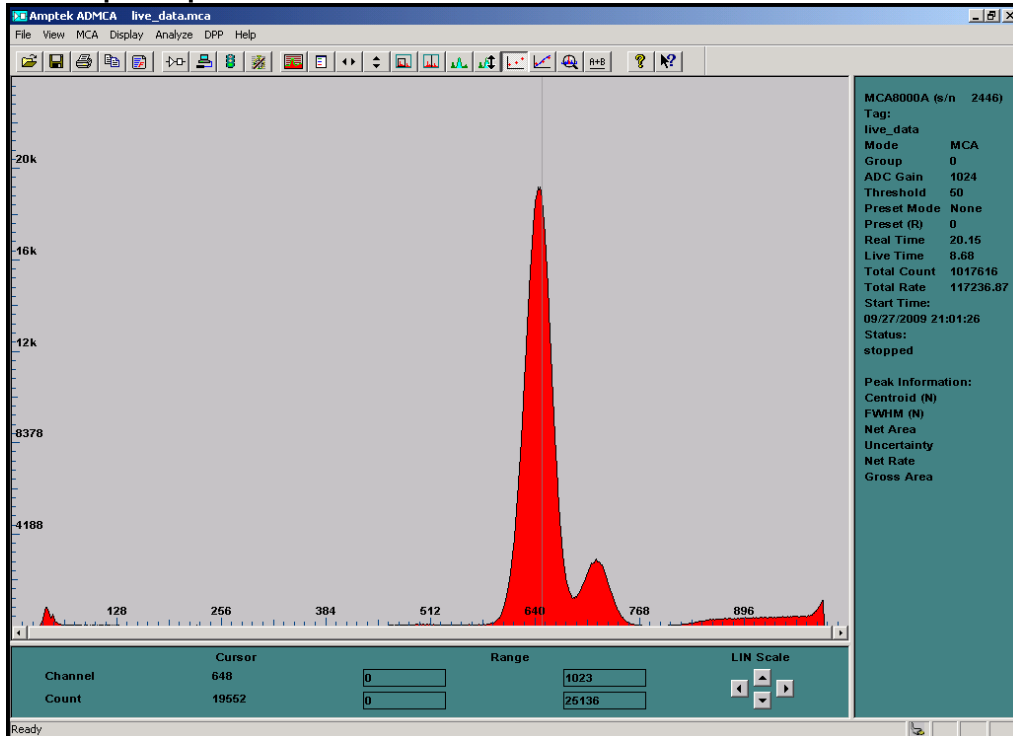 Amptek ADMCA live_data.mca
File View MCA Display Analyze DPP Help
A+B
MCA8000A (s/n 2446)
Tag:
live_data
Mode MCA
Group 0
ADC Gain 1024
Threshold 50
Preset Mode None
Preset (R) 0
Real Time 20.15
Live Time 8.68
Total Count 1017616
Total Rate 117236.87
Start Time:
09/27/2009 21:01:26
Status:
stopped
Peak Information:
Centroid (N)
FWHM (N)
Net Area
Uncertainty
Net Rate
Gross Area
20k
16k
12k
8378
4188
128 256 384 512 640 768 896
Cursor Range LIN Scale
Channel 648 0 1023
Count 19552 0 25136
Ready